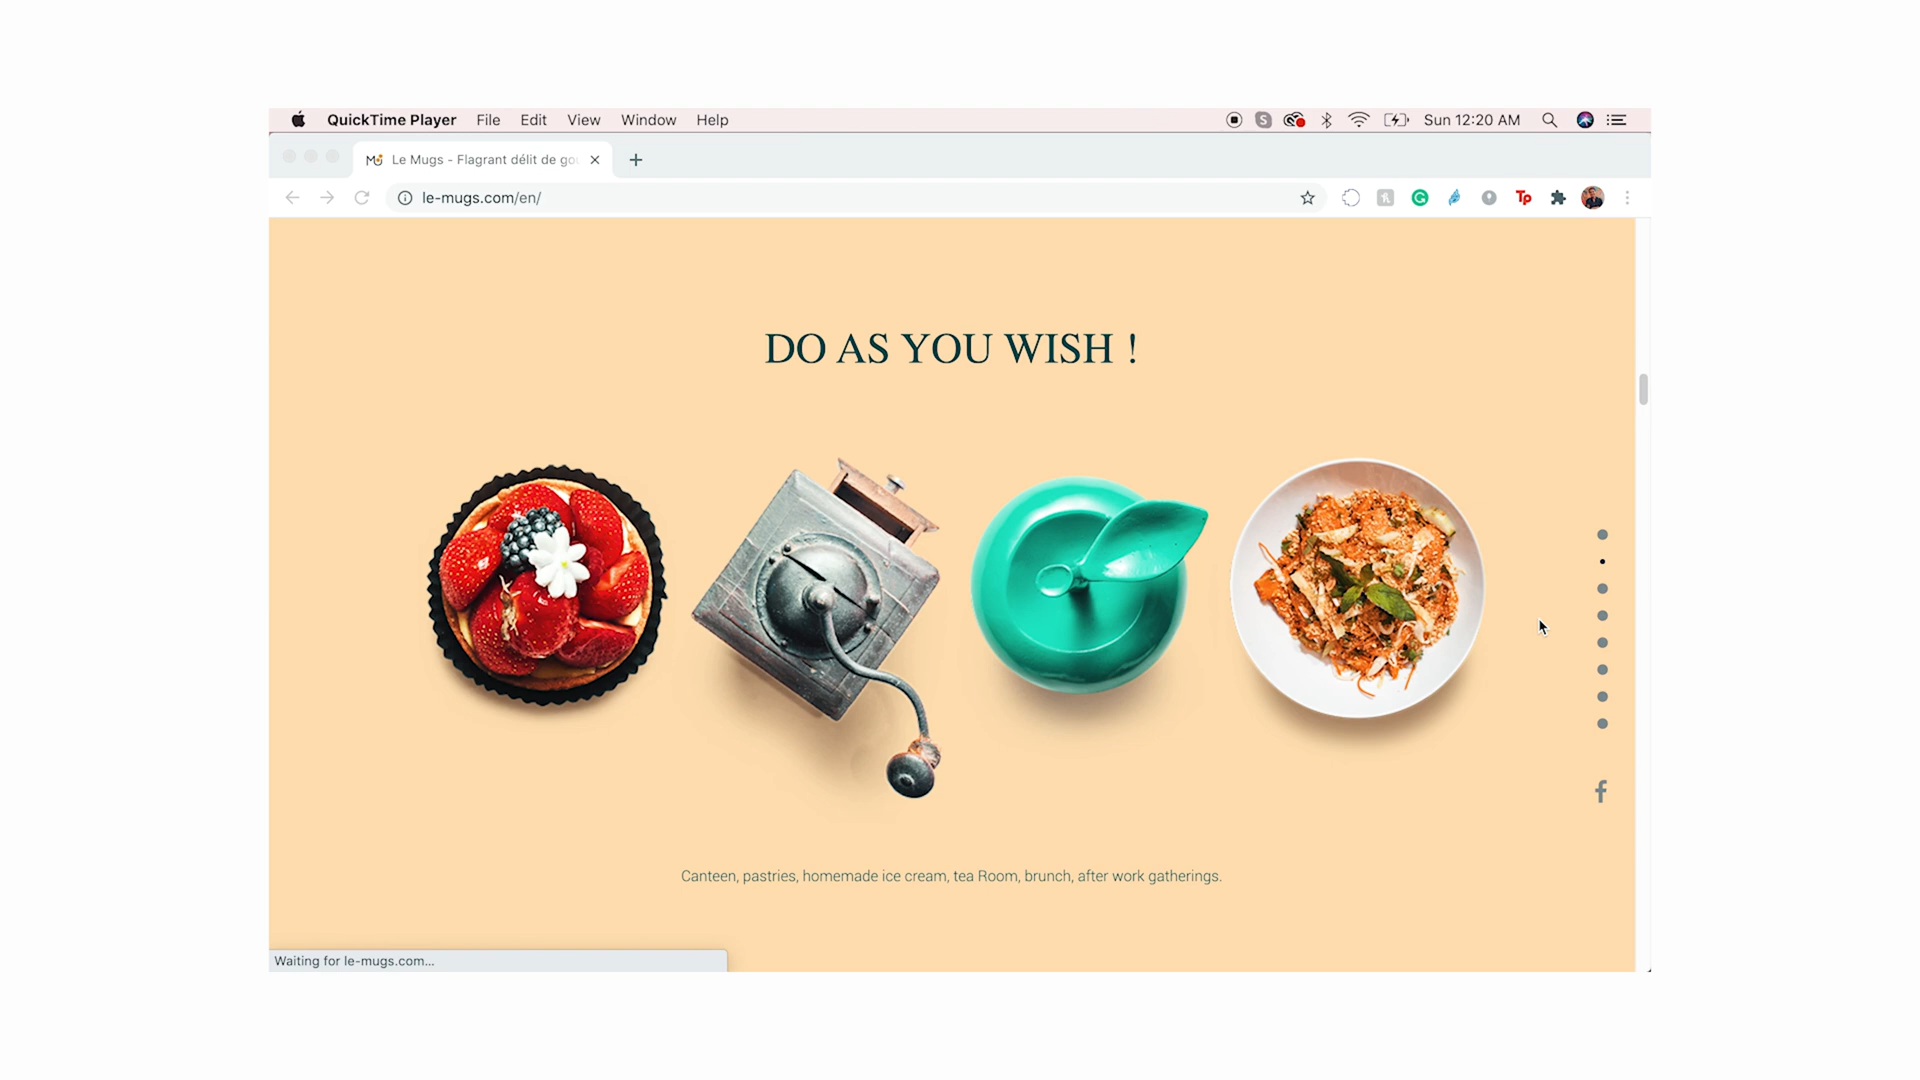 QuickTime Player File Edit View Window Help Sun 12:20 AM
Le Mugs - Flagrant délit de go
le-mugs.com/en/
Tp
DO AS YOU WISH !
Canteen, pastries, homemade ice cream, tea Room, brunch, after work gatherings.
Waiting for le-mugs.com...